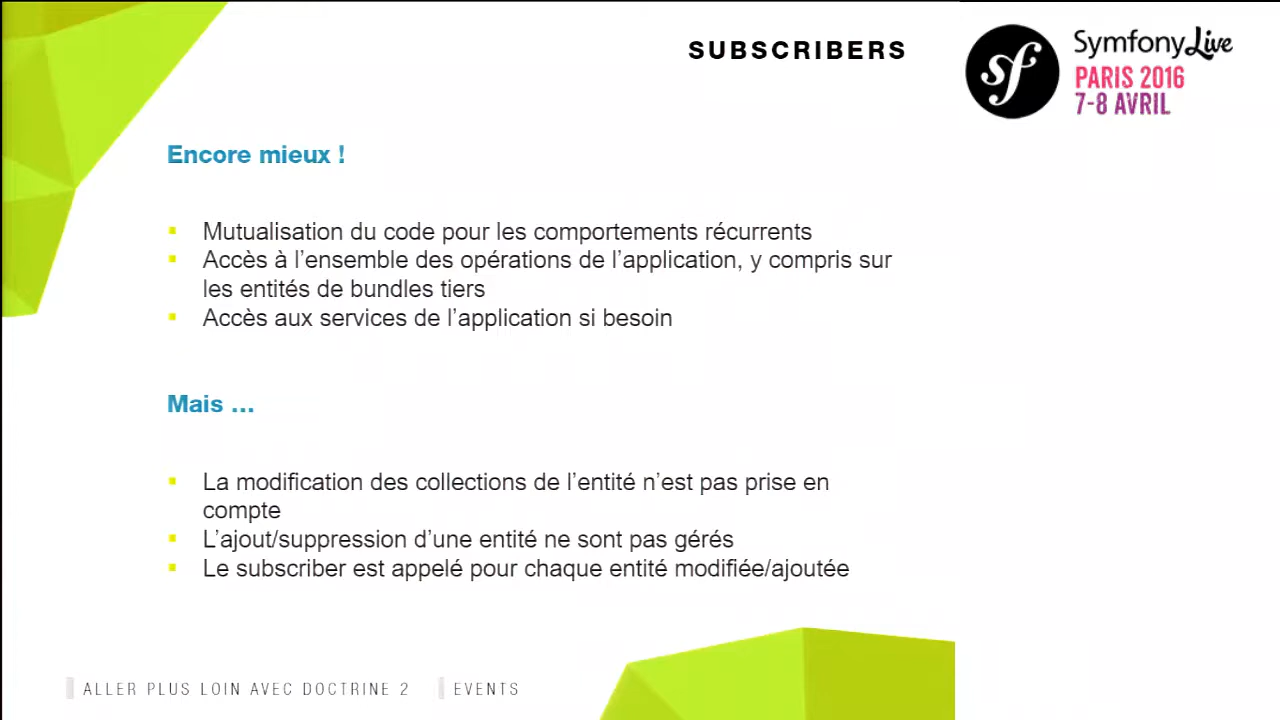 SUBSCRIBERS
sf
SymfonyLive
PARIS 2016
7-8 AVRIL
Encore mieux !
▪ Mutualisation du code pour les comportements récurrents
▪ Accès à l’ensemble des opérations de l’application, y compris sur
les entités de bundles tiers
▪ Accès aux services de l’application si besoin
Mais ...
▪ La modification des collections de l’entité n’est pas prise en
compte
▪ L’ajout/suppression d’une entité ne sont pas gérés
▪ Le subscriber est appelé pour chaque entité modifiée/ajoutée
ALLER PLUS LOIN AVEC DOCTRINE 2 EVENTS